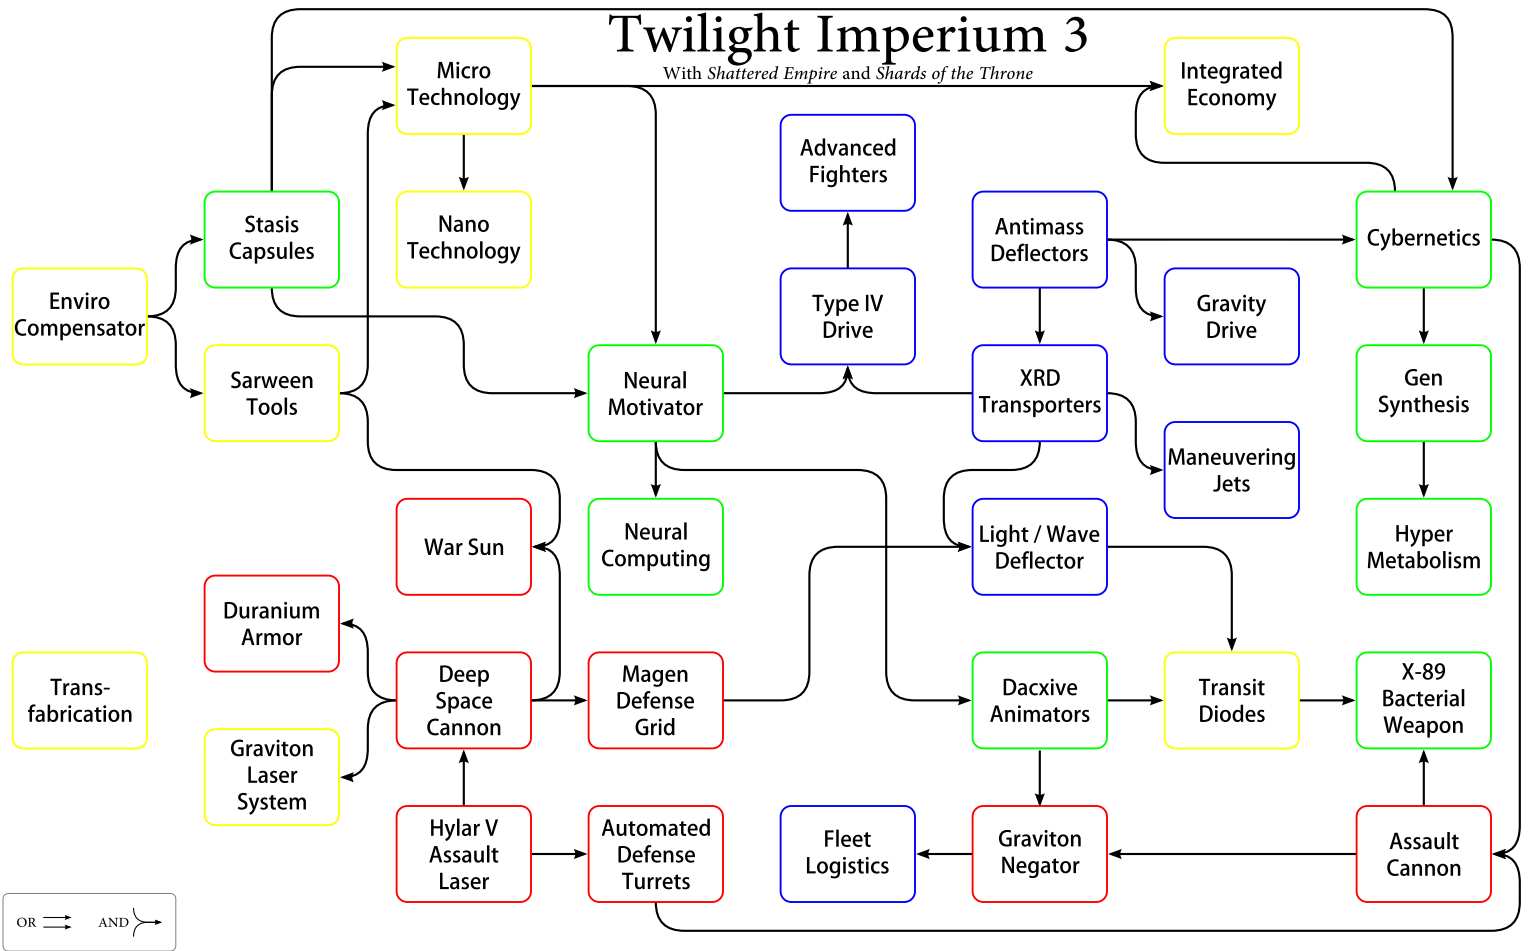 Twilight Imperium 3
With Shattered Empire and Shards of the Throne
Micro
Technology
Integrated
Economy
Advanced
Fighters
Stasis
Capsules
Nano
Technology
Antimass
Deflectors
Cybernetics
Enviro
Compensator
Type IV
Drive
Gravity
Drive
Sarween
Tools
Neural
Motivator
XRD
Transporters
Gen
Synthesis
Maneuvering
Jets
War Sun
Neural
Computing
Light / Wave
Deflector
Hyper
Metabolism
Duranium
Armor
Trans-
fabrication
Deep
Space
Cannon
Magen
Defense
Grid
Dacxive
Animators
Transit
Diodes
X-89
Bacterial
Weapon
Graviton
Laser
System
Hylar V
Assault
Laser
Automated
Defense
Turrets
Fleet
Logistics
Graviton
Negator
Assault
Cannon
OR AND